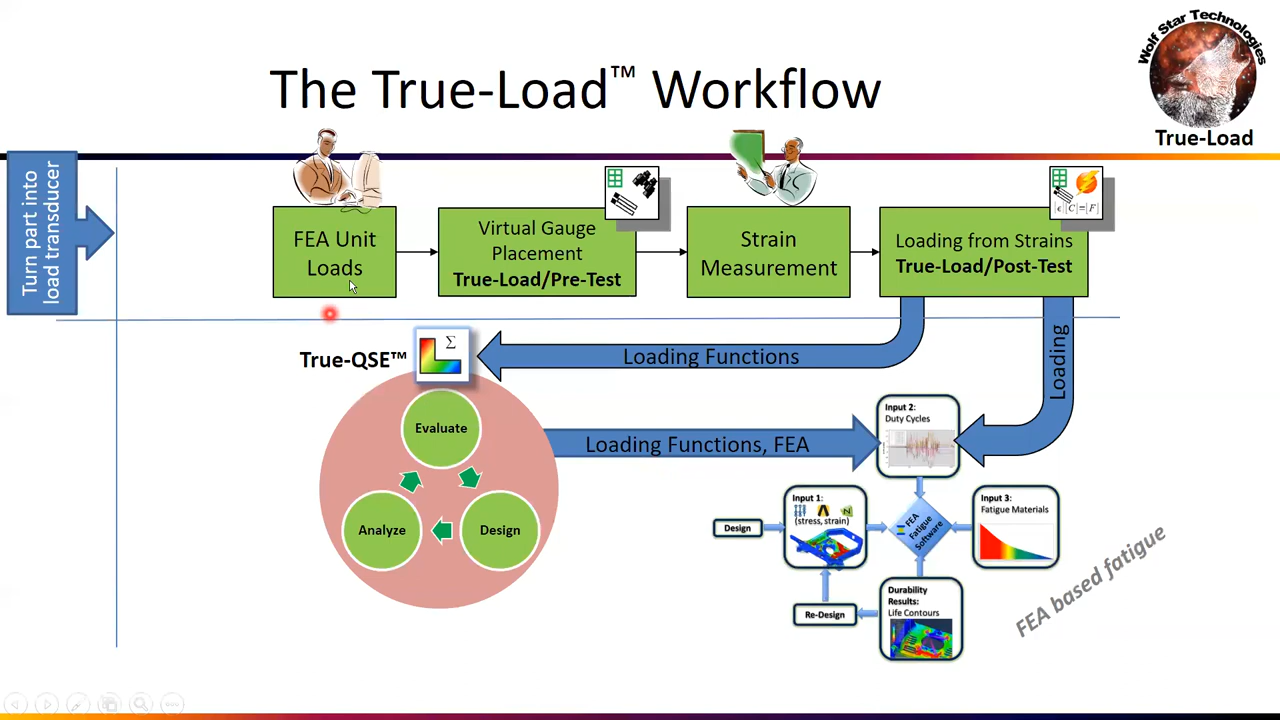 Wolf Star Technologies
True-Load
The True-Load™ Workflow
Turn part into
load transducer
FEA Unit
Loads
Virtual Gauge
Placement
True-Load/Pre-Test
Strain
Measurement
[ε][C]=[F]
Loading from Strains
True-Load/Post-Test
True-QSE™
Σ
Loading Functions
Loading
Evaluate
Analyze
Design
Loading Functions, FEA
Input 2:
Duty Cycles
Design
Input 1:
(stress, strain)
FEA
Fatigue
Software
Input 3:
Fatigue Materials
Re-Design
Durability
Results:
Life Contours
FEA based fatigue